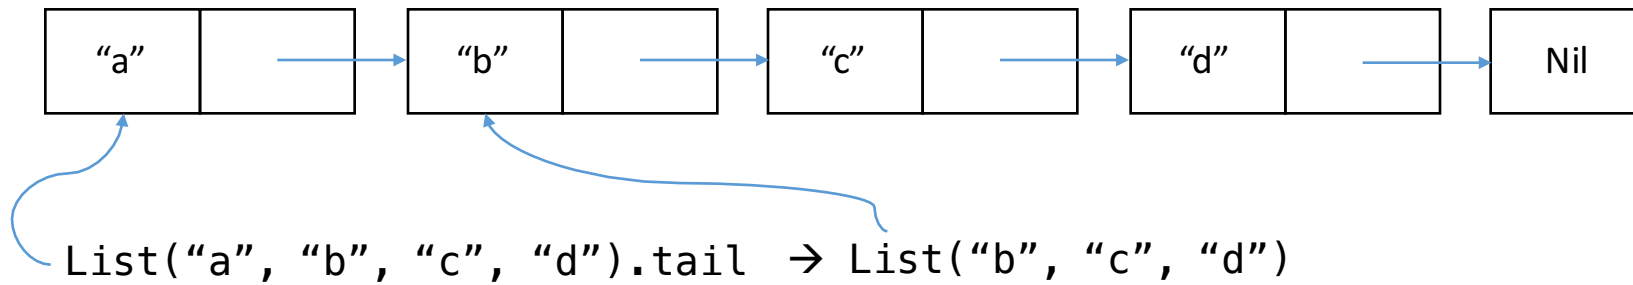 “a” “b” “c” “d” Nil
List(“a”, “b”, “c”, “d”).tail → List(“b”, “c”, “d”)